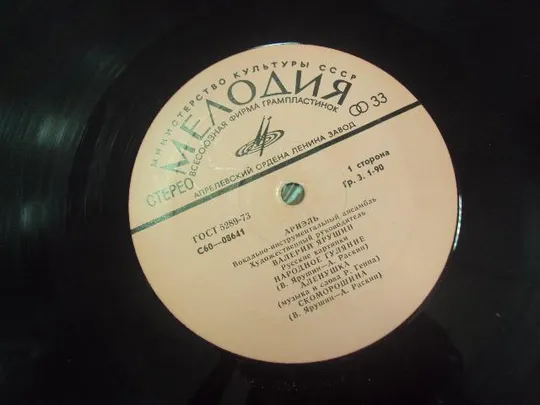 МИНИСТЕРСТВО КУЛЬТУРЫ СССР
МЕЛОДИЯ
ВСЕСОЮЗНАЯ ФИРМА ГРАМПЛАСТИНОК
СТЕРЕО
33
АПРЕЛЕВСКИЙ ОРДЕНА ЛЕНИНА ЗАВОД
ГОСТ 5289-73
С60—08641
1 сторона
Гр. 3. 1-90
АРИЭЛЬ
Вокально-инструментальный ансамбль
Художественный руководитель
ВАЛЕРИЙ ЯРУШИН
Русские картинки
НАРОДНОЕ ГУЛЯНИЕ
(В. Ярушин—А. Раскин)
АЛЕНУШКА
(музыка и слова Р. Геппа)
СКОМОРОШИНА
(В. Ярушин—А. Раскин)